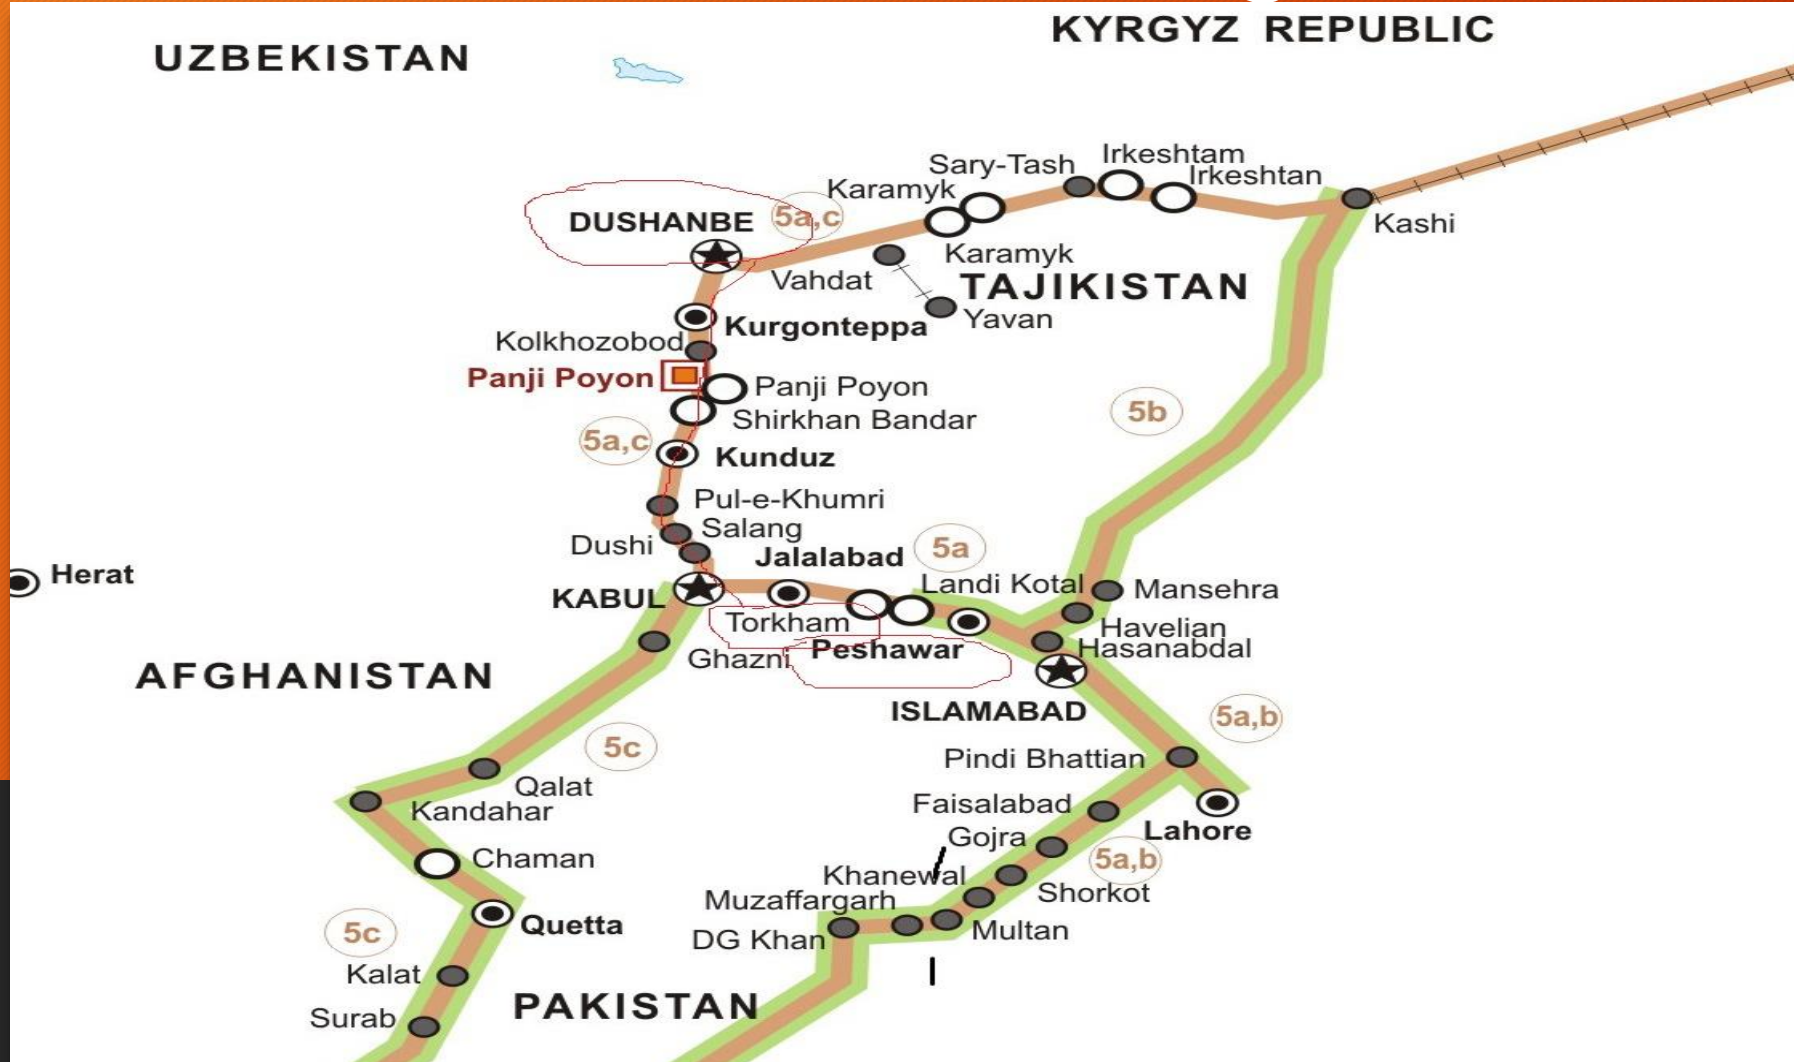 KYRGYZ REPUBLIC
UZBEKISTAN
Irkeshtam
Sary-Tash
Irkeshtan
Karamyk
DUSHANBE
5a,c
Kashi
Karamyk
Vahdat
TAJIKISTAN
Yavan
Kurgonteppa
Kolkhozobod
Panji Poyon
Panji Poyon
Shirkhan Bandar
5b
5a,c
Kunduz
Pul-e-Khumri
Salang
Dushi
Jalalabad
5a
Herat
Landi Kotal
Mansehra
KABUL
Torkham
Havelian
Hasanabdal
Peshawar
Ghazni
AFGHANISTAN
ISLAMABAD
5a,b
5c
Pindi Bhattian
Qalat
Kandahar
Faisalabad
Lahore
Gojra
Chaman
5a,b
Khanewal
Shorkot
Muzaffargarh
Quetta
Multan
5c
DG Khan
Kalat
PAKISTAN
Surab